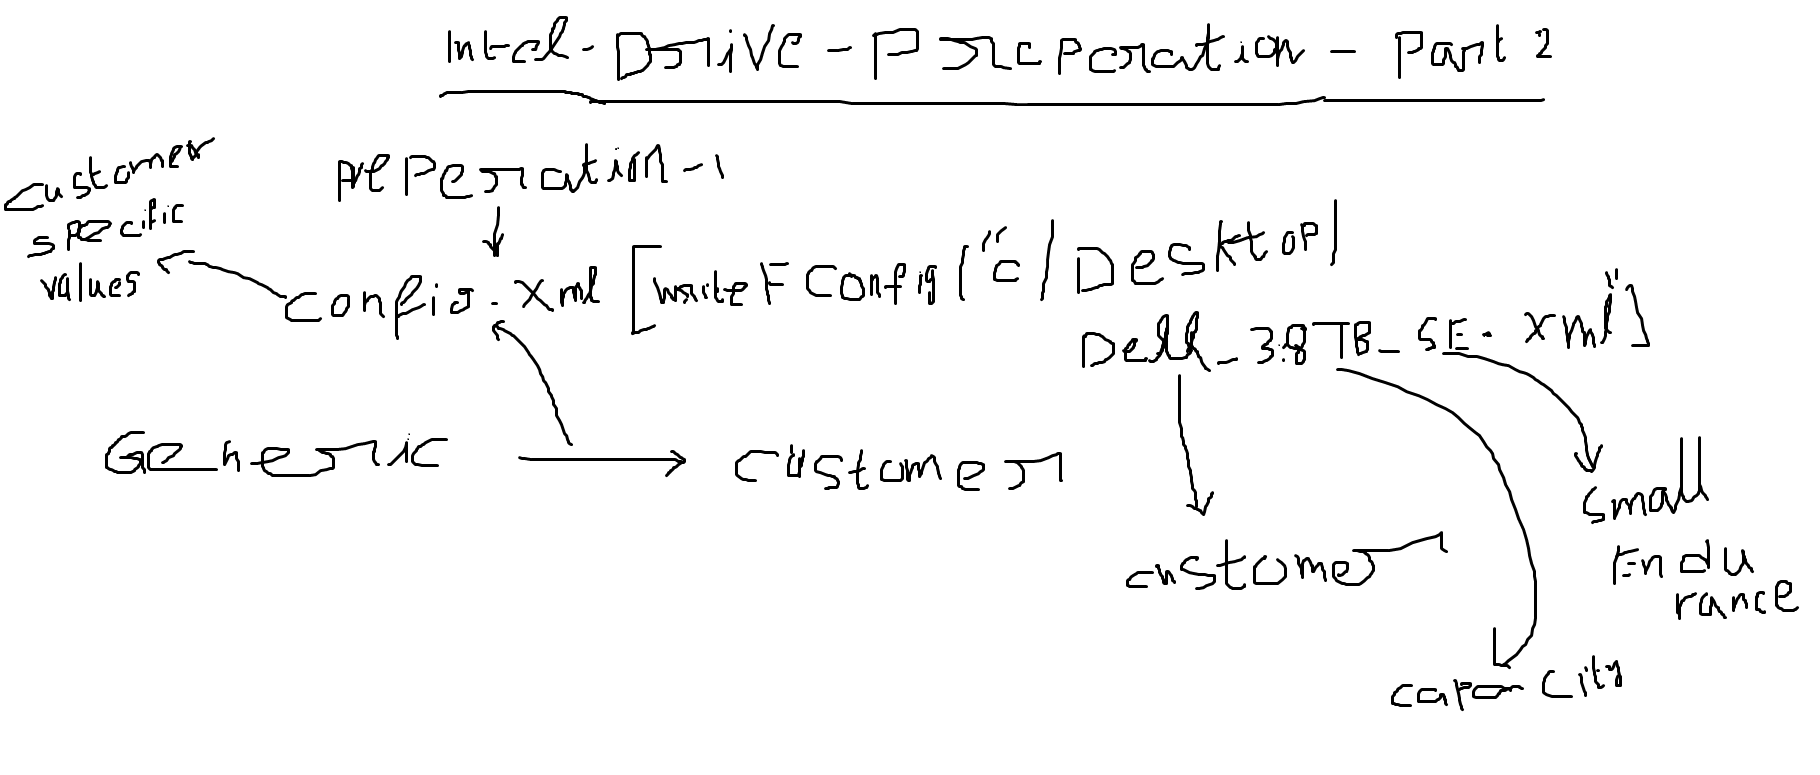 Intel-Drive-Preperation - Part 2
Customer
specific
values
Preperation-1
Config.xml [writeFConfig("c/Desktop/
Dell_3.8TB_SE.xml"]
Generic
Customer
customer
small
Endu
rance
capacity